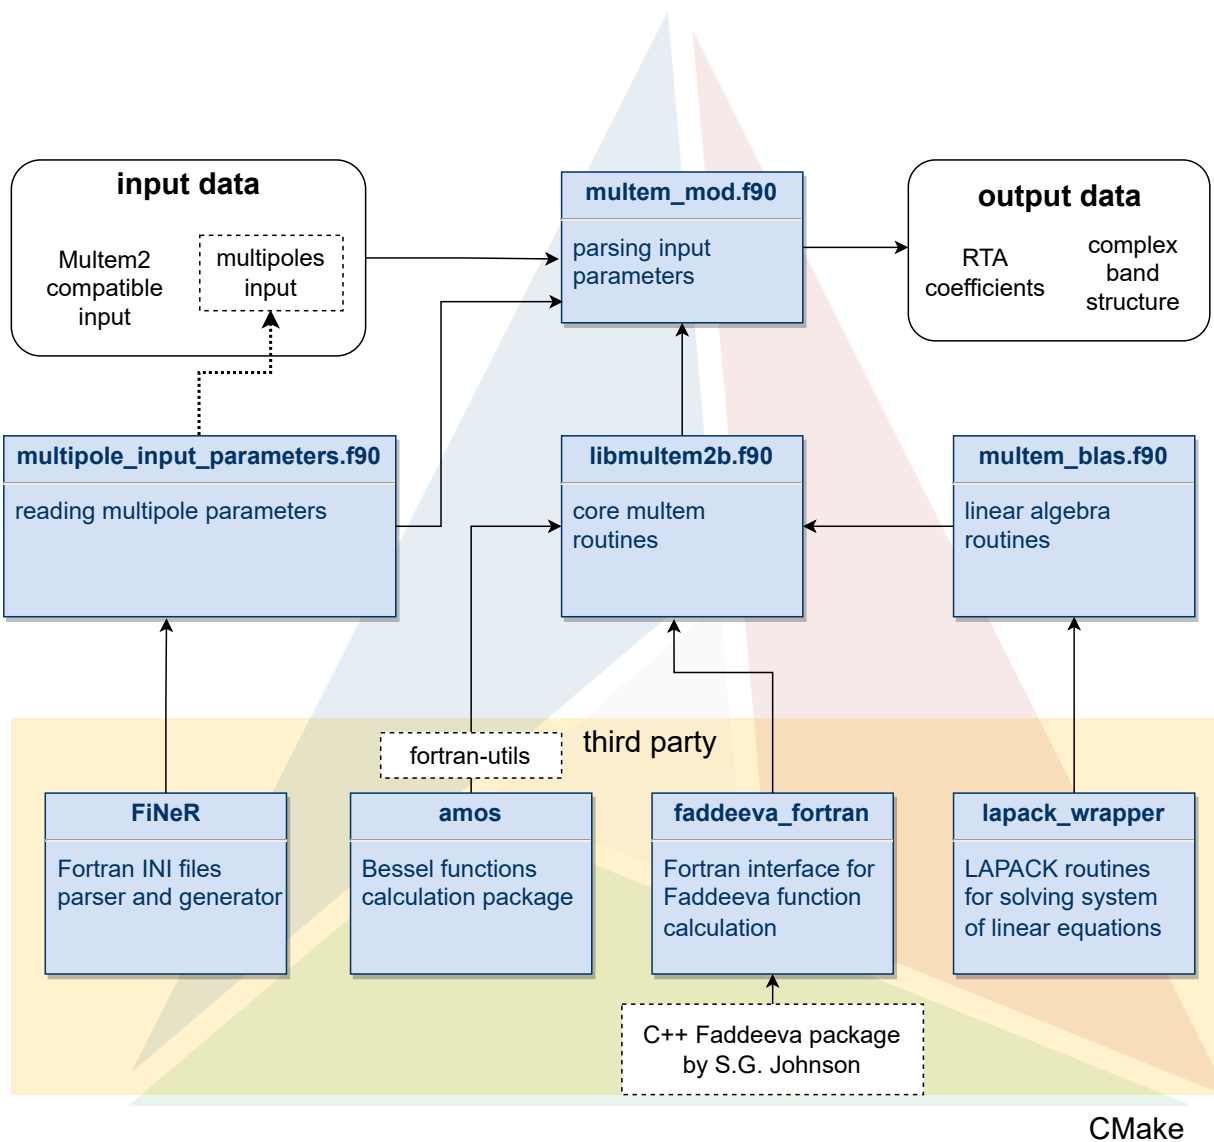 input data
Multem2
compatible
input
multipoles
input
multem_mod.f90
parsing input
parameters
output data
RTA
coefficients
complex
band
structure
multipole_input_parameters.f90
reading multipole parameters
libmultem2b.f90
core multem
routines
multem_blas.f90
linear algebra
routines
third party
fortran-utils
FiNeR
Fortran INI files
parser and generator
amos
Bessel functions
calculation package
faddeeva_fortran
Fortran interface for
Faddeeva function
calculation
lapack_wrapper
LAPACK routines
for solving system
of linear equations
C++ Faddeeva package
by S.G. Johnson
CMake